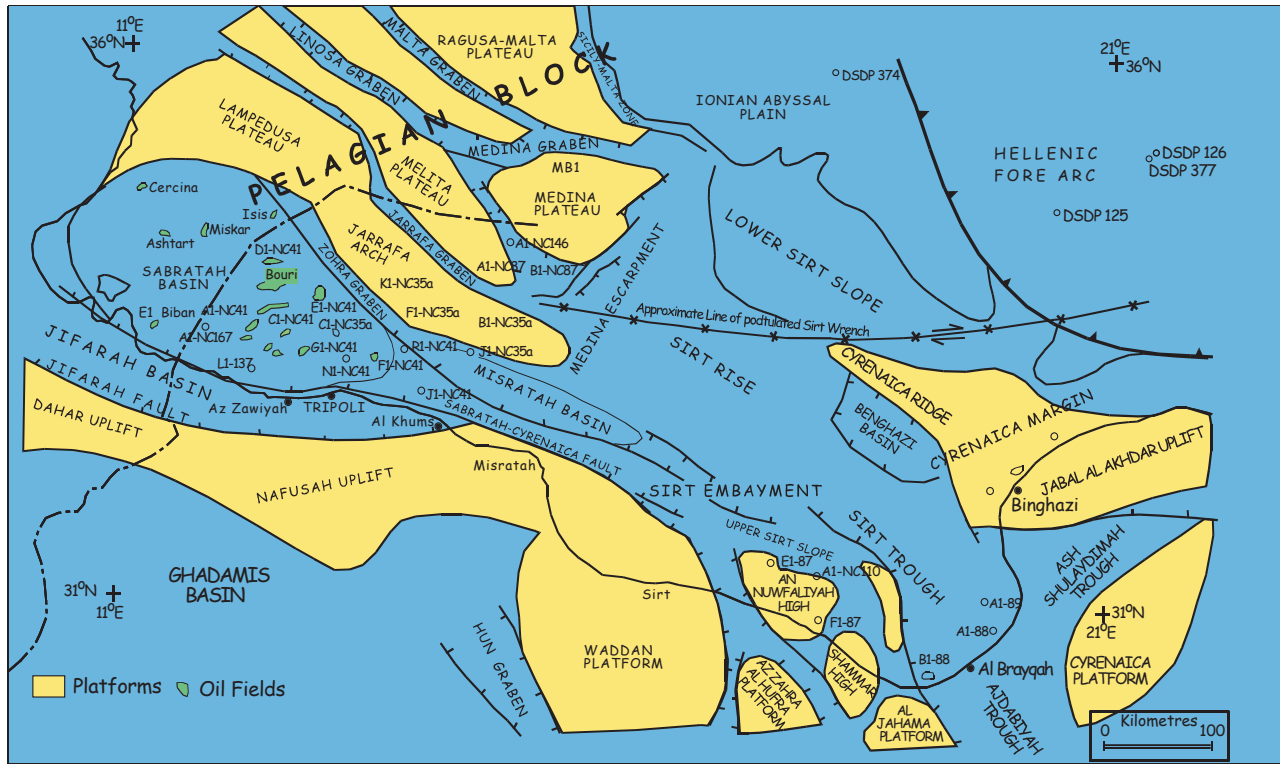 11°E
36°N
LINOSA GRABEN
MALTA GRABEN
RAGUSA-MALTA
PLATEAU
SICILY-MALTA ZONE
PELAGIAN BLOCK
21°E
36°N
DSDP 374
IONIAN ABYSSAL
PLAIN
LAMPEDUSA
PLATEAU
MEDINA GRABEN
MELITA
PLATEAU
MB1
MEDINA
PLATEAU
HELLENIC
FORE ARC
DSDP 126
DSDP 377
DSDP 125
Cercina
Isis
Miskar
Ashtart
D1-NC41
Bouri
SABRATAH
BASIN
JARRAFA
ARCH
JARRAFA GRABEN
ZOHRA GRABEN
A1-NC146
A1-NC87
B1-NC87
LOWER SIRT SLOPE
MEDINA ESCARPMENT
K1-NC35a
F1-NC35a
B1-NC35a
E1 Biban
A1-NC41
E1-NC41
C1-NC41
C1-NC35a
A1-NC167
G1-NC41
R1-NC41
J1-NC35a
L1-137
N1-NC41
F1-NC41
J1-NC41
Approximate Line of podtulated Sirt Wrench
SIRT RISE
JIFARAH BASIN
JIFARAH FAULT
MISRATAH BASIN
SABRATAH-CYRENAICA FAULT
CYRENAICA RIDGE
BENGHAZI
BASIN
CYRENAICA MARGIN
JABAL AL AKHDAR UPLIFT
Binghazi
DAHAR UPLIFT
Az Zawiyah
TRIPOLI
Al Khums
Misratah
NAFUSAH UPLIFT
SIRT EMBAYMENT
UPPER SIRT SLOPE
SIRT TROUGH
ASH
SHULAYDIMAH
TROUGH
GHADAMIS
BASIN
31°N
11°E
E1-87
A1-NC110
AN
NUWFALIYAH
HIGH
F1-87
Sirt
A1-89
A1-88
31°N
21°E
HUN GRABEN
WADDAN
PLATFORM
B1-88
Al Brayqah
CYRENAICA
PLATFORM
AZ ZAHRA
AL HUFRA
PLATFORM
SHAMMAR
HIGH
AL
JAHAMA
PLATFORM
AJDABIYAH
TROUGH
Platforms
Oil Fields
Kilometres
0 100